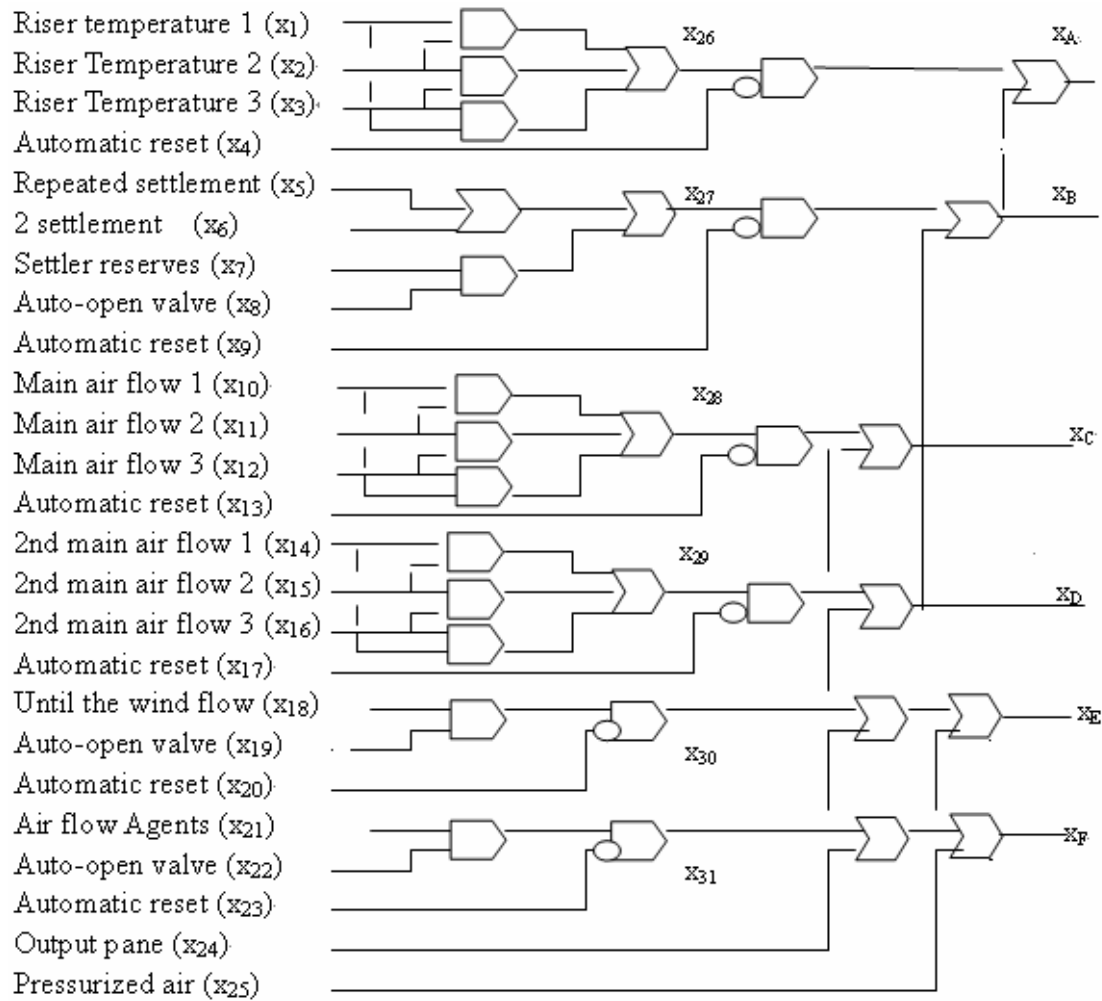 Riser temperature 1 (x1)
x26
xA
Riser Temperature 2 (x2)
Riser Temperature 3 (x3)
Automatic reset (x4)
Repeated settlement (x5)
x27
xB
2 settlement (x6)
Settler reserves (x7)
Auto-open valve (x8)
Automatic reset (x9)
Main air flow 1 (x10)
x28
Main air flow 2 (x11)
xC
Main air flow 3 (x12)
Automatic reset (x13)
2nd main air flow 1 (x14)
x29
2nd main air flow 2 (x15)
xD
2nd main air flow 3 (x16)
Automatic reset (x17)
Until the wind flow (x18)
xE
Auto-open valve (x19)
x30
Automatic reset (x20)
Air flow Agents (x21)
xF
Auto-open valve (x22)
x31
Automatic reset (x23)
Output pane (x24)
Pressurized air (x25)